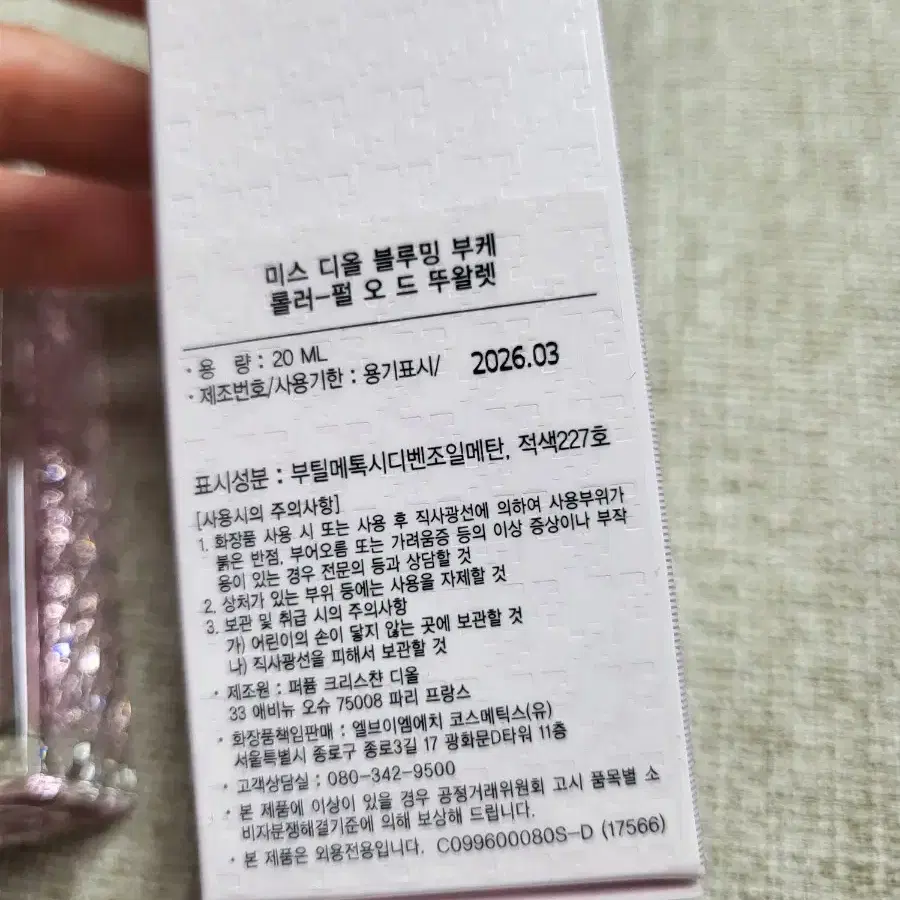 미스 디올 블루밍 부케
롤러-펄 오 드 뚜왈렛
· 용 량 : 20 ML
· 제조번호/사용기한 : 용기표시/ 2026.03
표시성분 : 부틸메톡시디벤조일메탄, 적색227호
[사용시의 주의사항]
1. 화장품 사용 시 또는 사용 후 직사광선에 의하여 사용부위가
붉은 반점, 부어오름 또는 가려움증 등의 이상 증상이나 부작
용이 있는 경우 전문의 등과 상담할 것
2. 상처가 있는 부위 등에는 사용을 자제할 것
3. 보관 및 취급 시의 주의사항
가) 어린이의 손이 닿지 않는 곳에 보관할 것
나) 직사광선을 피해서 보관할 것
· 제조원 : 퍼퓸 크리스챤 디올
33 애비뉴 오슈 75008 파리 프랑스
· 화장품책임판매 : 엘브이엠에치 코스메틱스(유)
서울특별시 종로구 종로3길 17 광화문D타워 11층
· 고객상담실 : 080-342-9500
· 본 제품에 이상이 있을 경우 공정거래위원회 고시 품목별 소
비자분쟁해결기준에 의해 보상해 드립니다.
· 본 제품은 외용전용입니다. C099600080S-D (17566)